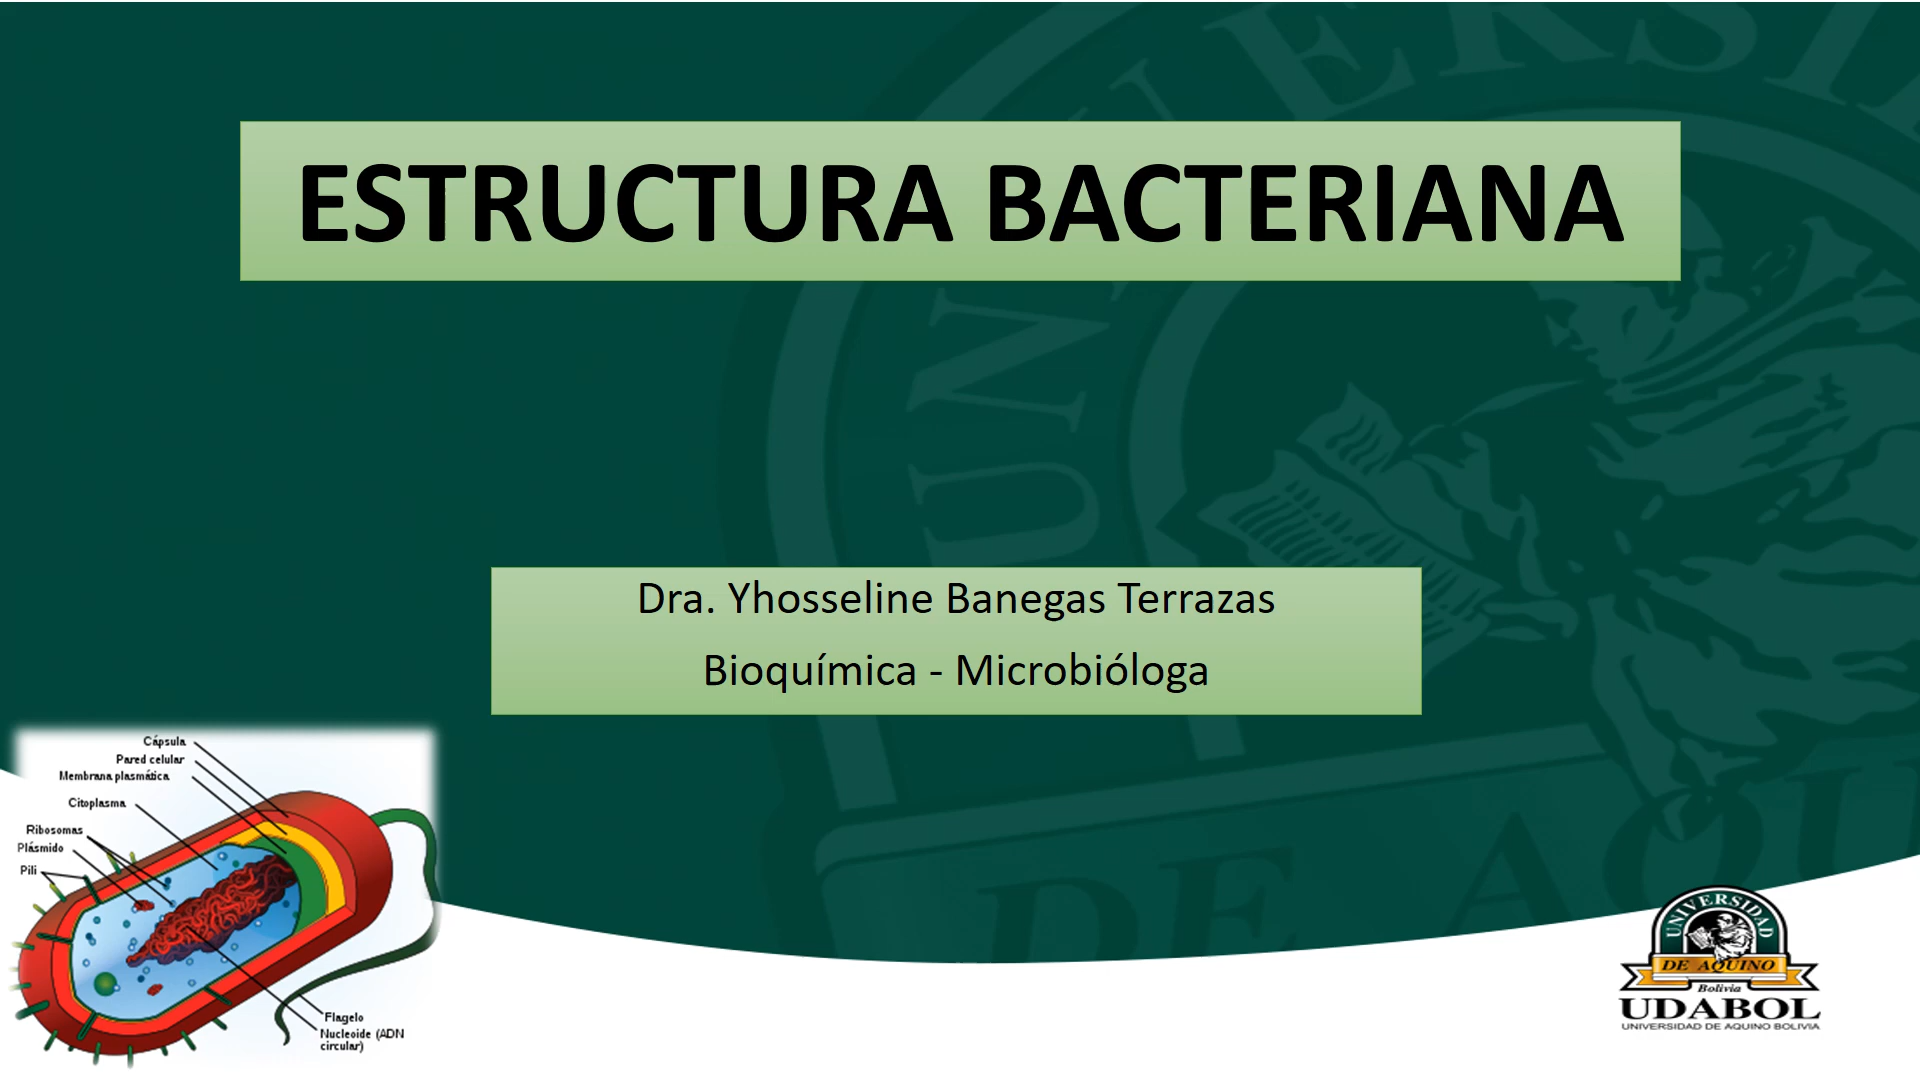 ESTRUCTURA BACTERIANA
Dra. Yhosseline Banegas Terrazas
Bioquímica - Microbióloga
Cápsula
Pared celular
Membrana plasmática
Citoplasma
Ribosomas
Plásmido
Pili
Flagelo
Nucleoide (ADN
circular)
UNIVERSIDAD
DE AQUINO
Bolivia
UDABOL
UNIVERSIDAD DE AQUINO BOLIVIA